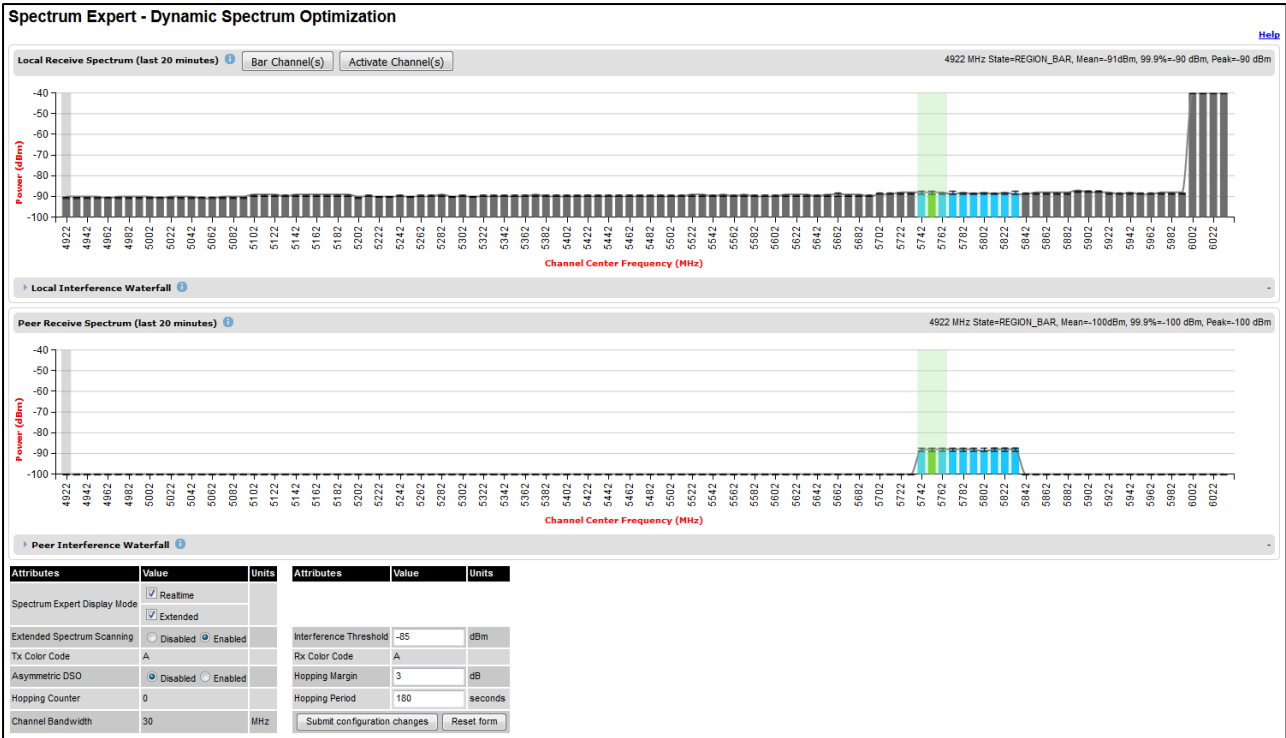 Spectrum Expert - Dynamic Spectrum Optimization
Help
Local Receive Spectrum (last 20 minutes) i Bar Channel(s) Activate Channel(s) 4922 MHz State=REGION_BAR, Mean=-91dBm, 99.9%=-90 dBm, Peak=-90 dBm
-40
-50
-60
-70
-80
-90
-100
Power (dBm)
4922 4942 4962 4982 5002 5022 5042 5062 5082 5102 5122 5142 5162 5182 5202 5222 5242 5262 5282 5302 5322 5342 5362 5382 5402 5422 5442 5462 5482 5502 5522 5542 5562 5582 5602 5622 5642 5662 5682 5702 5722 5742 5762 5782 5802 5822 5842 5862 5882 5902 5922 5942 5962 5982 6002 6022
Channel Center Frequency (MHz)
Local Interference Waterfall i -
Peer Receive Spectrum (last 20 minutes) i 4922 MHz State=REGION_BAR, Mean=-100dBm, 99.9%=-100 dBm, Peak=-100 dBm
-40
-50
-60
-70
-80
-90
-100
Power (dBm)
4922 4942 4962 4982 5002 5022 5042 5062 5082 5102 5122 5142 5162 5182 5202 5222 5242 5262 5282 5302 5322 5342 5362 5382 5402 5422 5442 5462 5482 5502 5522 5542 5562 5582 5602 5622 5642 5662 5682 5702 5722 5742 5762 5782 5802 5822 5842 5862 5882 5902 5922 5942 5962 5982 6002 6022
Channel Center Frequency (MHz)
Peer Interference Waterfall i -
Attributes Value Units Attributes Value Units
Spectrum Expert Display Mode Realtime
Extended
Extended Spectrum Scanning Disabled Enabled Interference Threshold -85 dBm
Tx Color Code A Rx Color Code A
Asymmetric DSO Disabled Enabled Hopping Margin 3 dB
Hopping Counter 0 Hopping Period 180 seconds
Channel Bandwidth 30 MHz Submit configuration changes Reset form